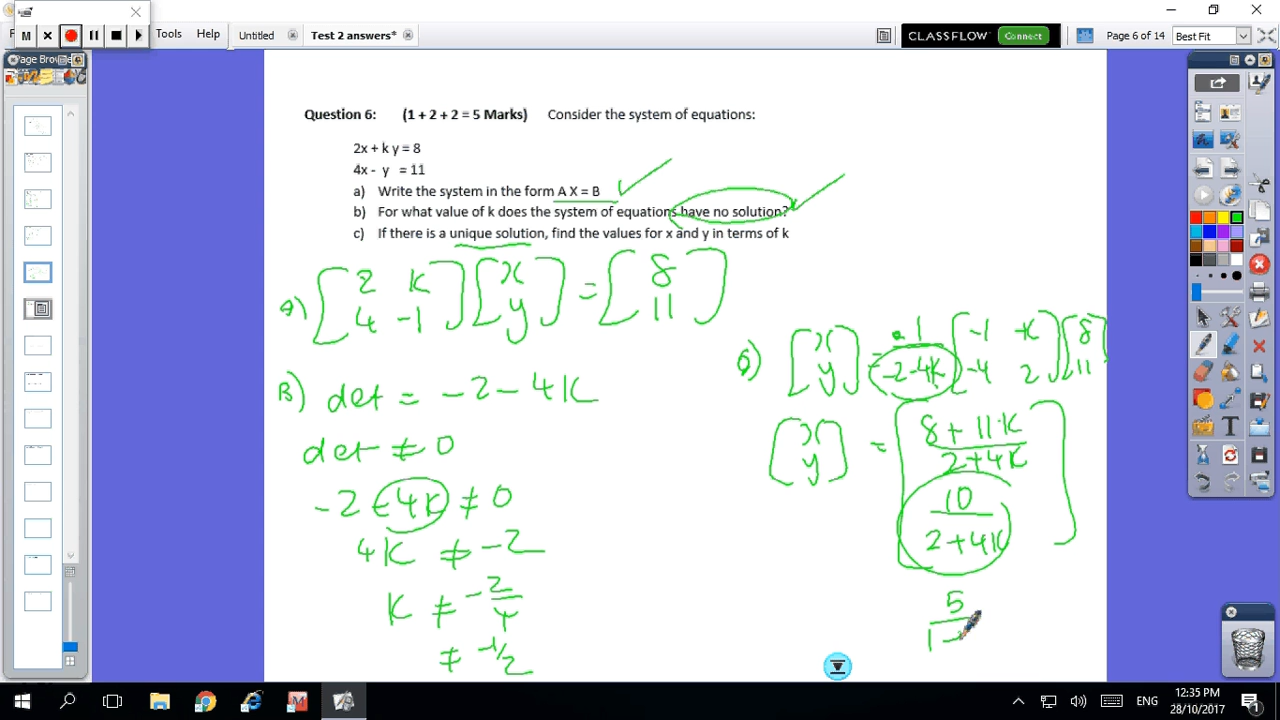 Tools Help Untitled Test 2 answers* CLASSFLOW Connect Page 6 of 14 Best Fit
Page Brow
Question 6: (1 + 2 + 2 = 5 Marks) Consider the system of equations:
2x + k y = 8
4x - y = 11
a) Write the system in the form A X = B
b) For what value of k does the system of equations have no solution?
c) If there is a unique solution, find the values for x and y in terms of k
A) [2 K] [x] = [8]
[4 -1] [y] [11]
B) det = -2 - 4K
det ≠ 0
-2 - 4K ≠ 0
4K ≠ -2
K ≠ -2/4
≠ -1/2
[x] = 1/(-2-4K) [-1 -K] [8]
[y] [-4 2] [11]
[x] = [(8 + 11K)/(2 + 4K)]
[y] [10/(2 + 4K)]
5
1
ENG 12:35 PM
28/10/2017